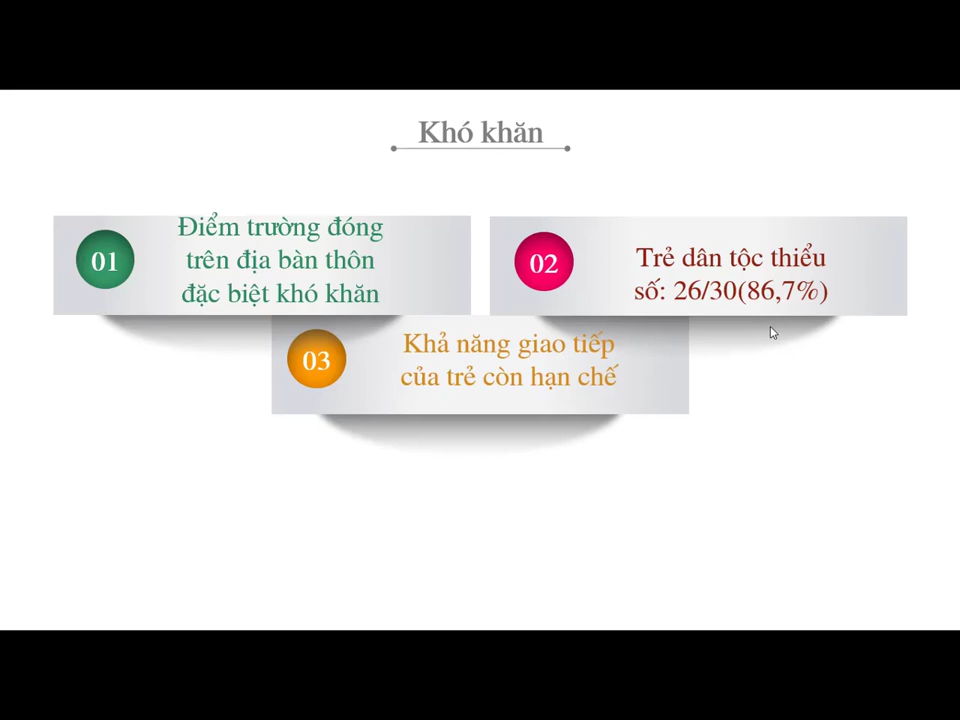 Khó khăn
01
Điểm trường đóng
trên địa bàn thôn
đặc biệt khó khăn
02
Trẻ dân tộc thiểu
số: 26/30(86,7%)
03
Khả năng giao tiếp
của trẻ còn hạn chế